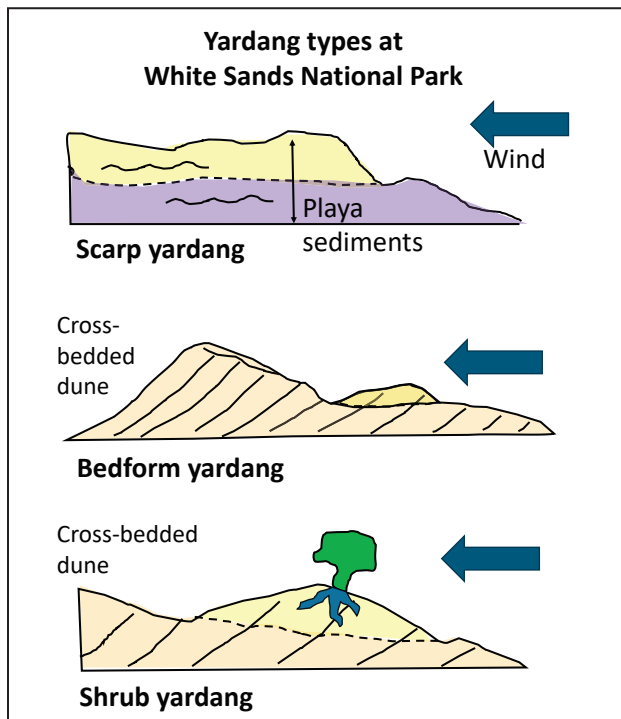 Yardang types at
White Sands National Park
Wind
Playa
sediments
Scarp yardang
Cross-
bedded
dune
Bedform yardang
Cross-bedded
dune
Shrub yardang